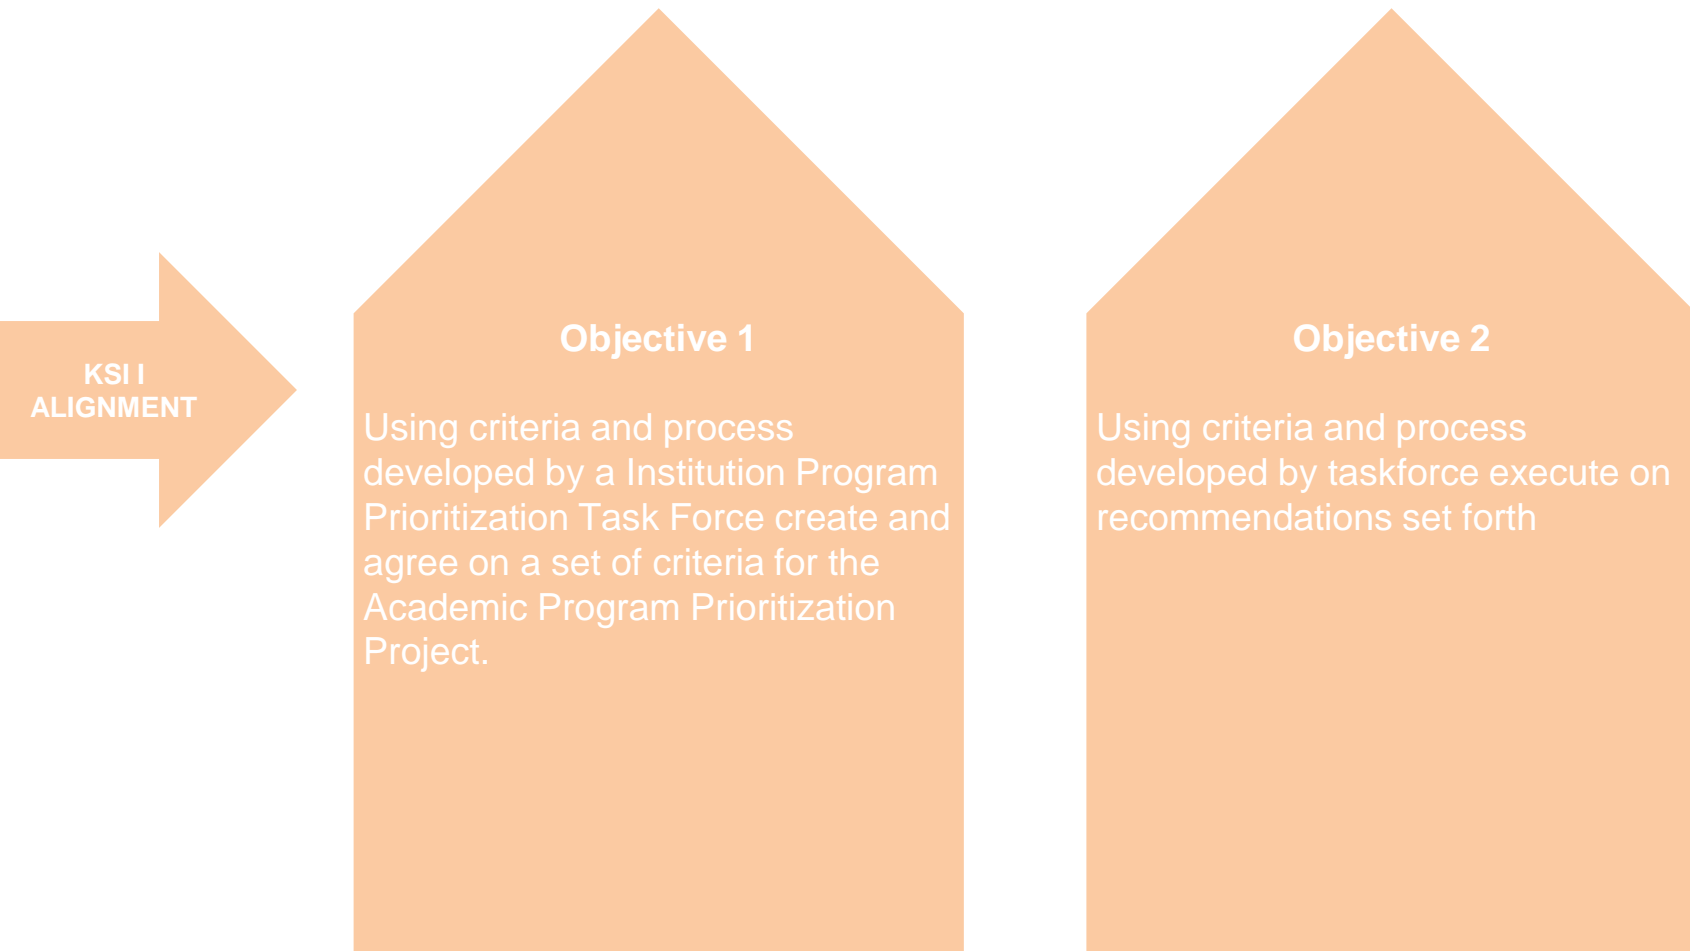 KSI I
ALIGNMENT
Objective 1
Using criteria and process
developed by a Institution Program
Prioritization Task Force create and
agree on a set of criteria for the
Academic Program Prioritization
Project.
Objective 2
Using criteria and process
developed by taskforce execute on
recommendations set forth